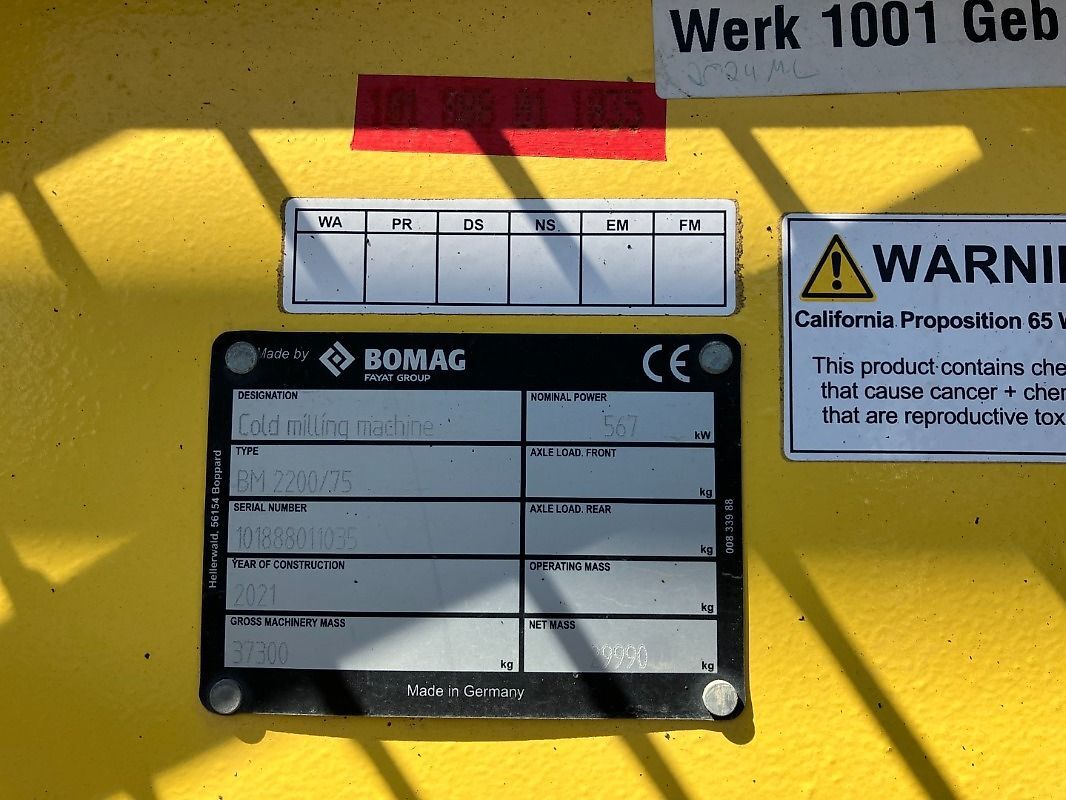 Werk 1001 Geb
101 888 01 1035
WA PR DS NS. EM FM
WARNI
California Proposition 65 W
This product contains che
that cause cancer + chem
that are reproductive tox
Made by BOMAG CE
FAYAT GROUP
DESIGNATION NOMINAL POWER
Cold milling machine 567 kW
TYPE AXLE LOAD. FRONT
BM 2200/75 kg
SERIAL NUMBER AXLE LOAD. REAR
101888011035 kg
YEAR OF CONSTRUCTION OPERATING MASS
2021 kg
GROSS MACHINERY MASS NET MASS
37300 kg 29990 kg
Made in Germany
Hellerwald, 56154 Boppard
008 339 88